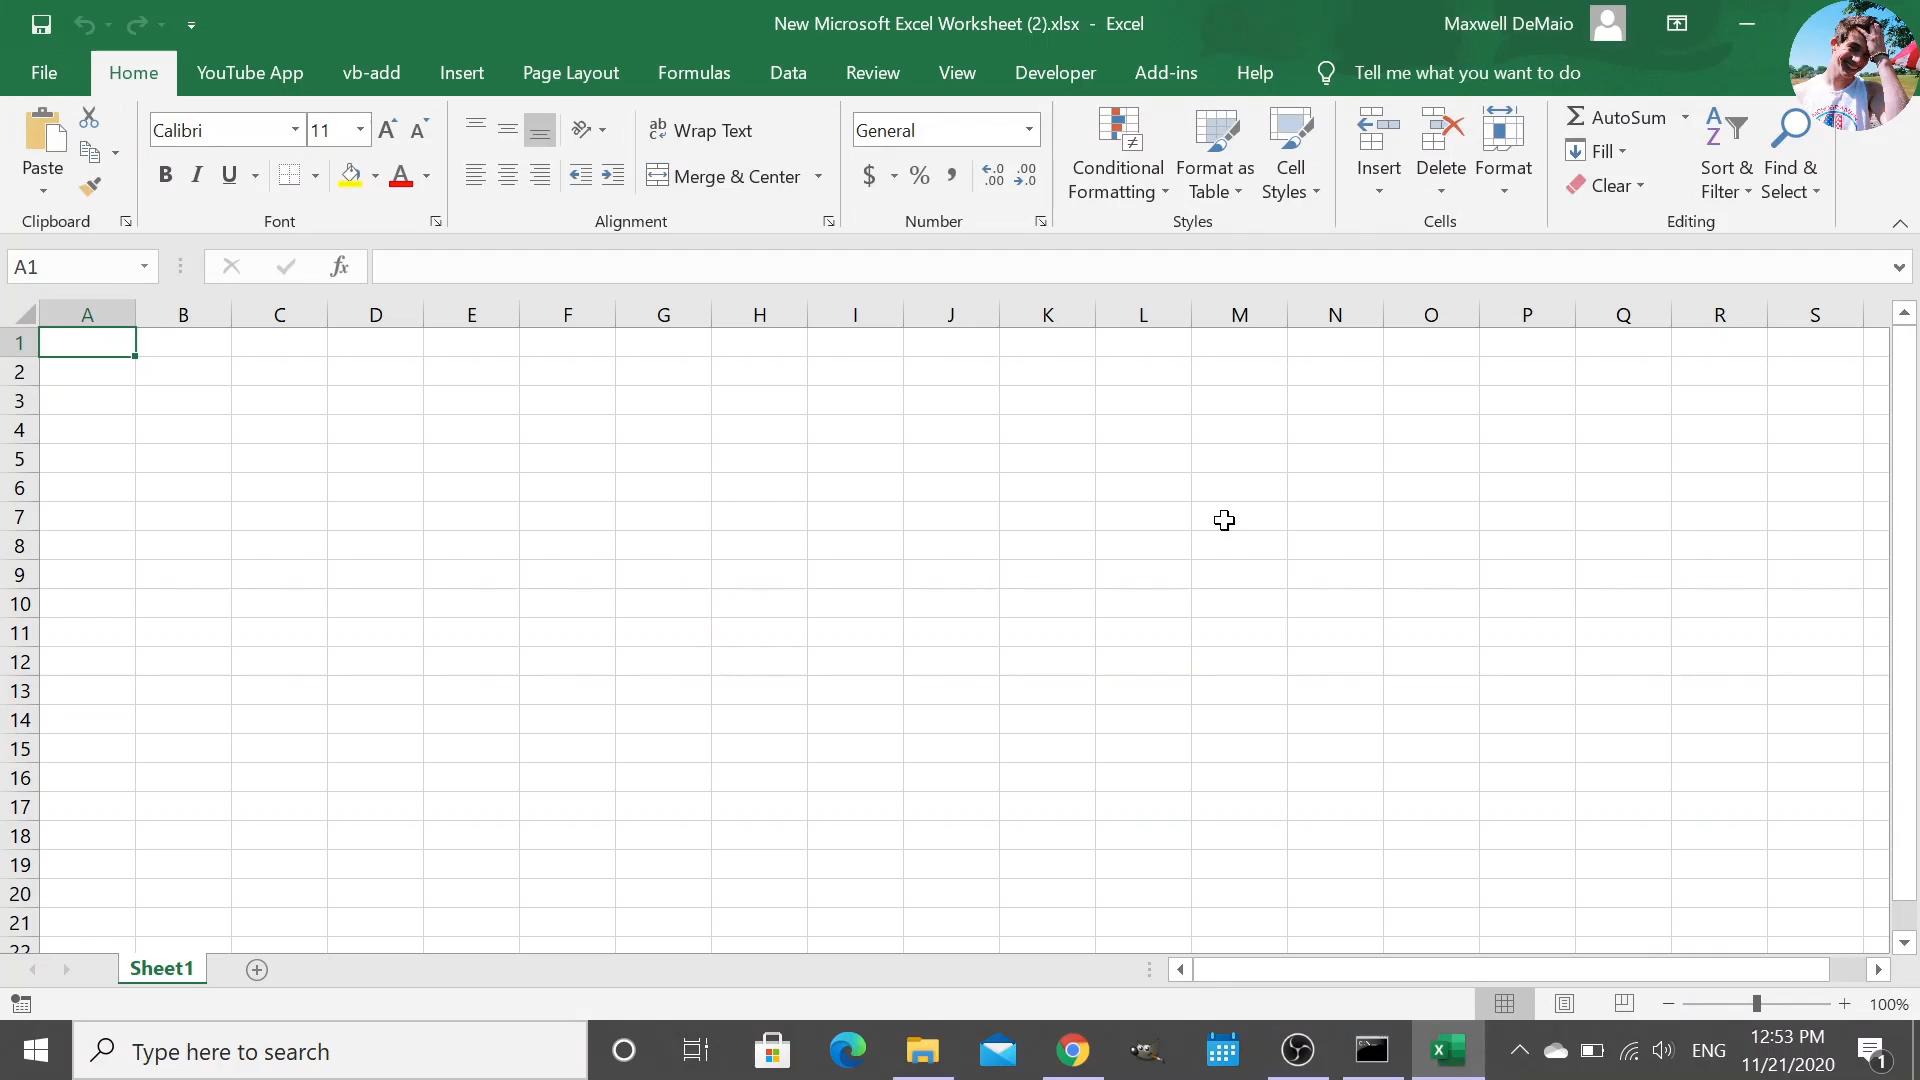 New Microsoft Excel Worksheet (2).xlsx - Excel
Maxwell DeMaio
File Home YouTube App vb-add Insert Page Layout Formulas Data Review View Developer Add-ins Help Tell me what you want to do
Paste
Clipboard
Calibri 11
B I U A
Font
ab Wrap Text
Merge & Center
Alignment
General
$ % , .00
Number
Conditional Formatting
Format as Table
Cell Styles
Styles
Insert Delete Format
Cells
AutoSum
Fill
Clear
Sort & Filter
Find & Select
Editing
A1 fx
A B C D E F G H I J K L M N O P Q R S
1
2
3
4
5
6
7
8
9
10
11
12
13
14
15
16
17
18
19
20
21
22
Sheet1
100%
Type here to search
ENG
12:53 PM
11/21/2020
1